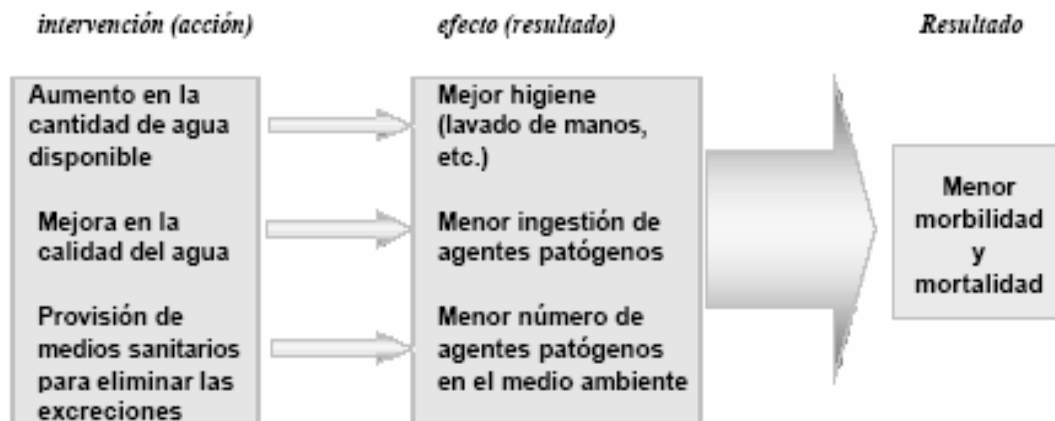 intervención (acción)
efecto (resultado)
Resultado
Aumento en la
cantidad de agua
disponible
Mejora en la
calidad del agua
Provisión de
medios sanitarios
para eliminar las
excreciones
Mejor higiene
(lavado de manos,
etc.)
Menor ingestión de
agentes patógenos
Menor número de
agentes patógenos
en el medio ambiente
Menor
morbilidad
y
mortalidad